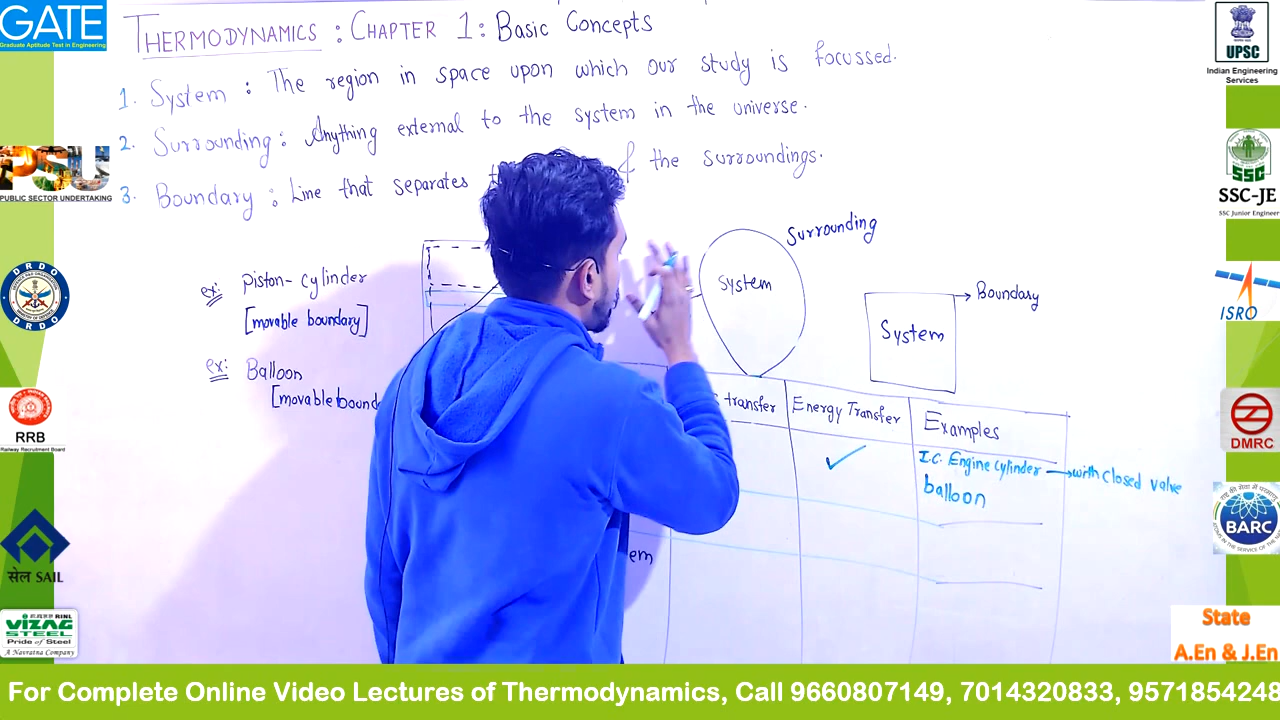 GATE
Graduate Aptitude Test in Engineering
THERMODYNAMICS : CHAPTER 1 : Basic Concepts
1. System : The region in space upon which our study is focussed.
2. Surrounding : Anything external to the system in the universe.
3. Boundary : Line that separates the surroundings.
ex: Piston-cylinder
[movable boundary]
ex: Balloon
[movable bound
System
Surrounding
System
Boundary
transfer
Energy Transfer
Examples
I.C. Engine cylinder → with closed valve
balloon
em
PSU
PUBLIC SECTOR UNDERTAKING
DRDO
RRB
Railway Recruitment Board
सेल SAIL
RINL
VIZAG
STEEL
Pride of Steel
A Navratna Company
UPSC
Indian Engineering
Services
SSC
SSC-JE
SSC Junior Engineer
ISRO
DMRC
BARC
State
A.En & J.En
For Complete Online Video Lectures of Thermodynamics, Call 9660807149, 7014320833, 9571854248